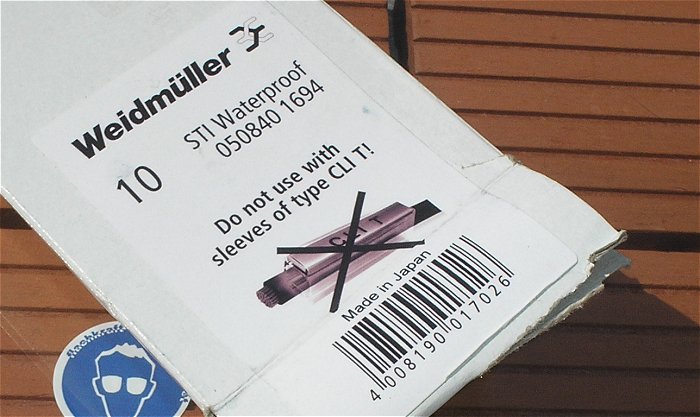 Weidmüller
10
STI Waterproof
050840 1694
Do not use with
sleeves of type CLI T!
CLI T
Made in Japan
4 008190 017026